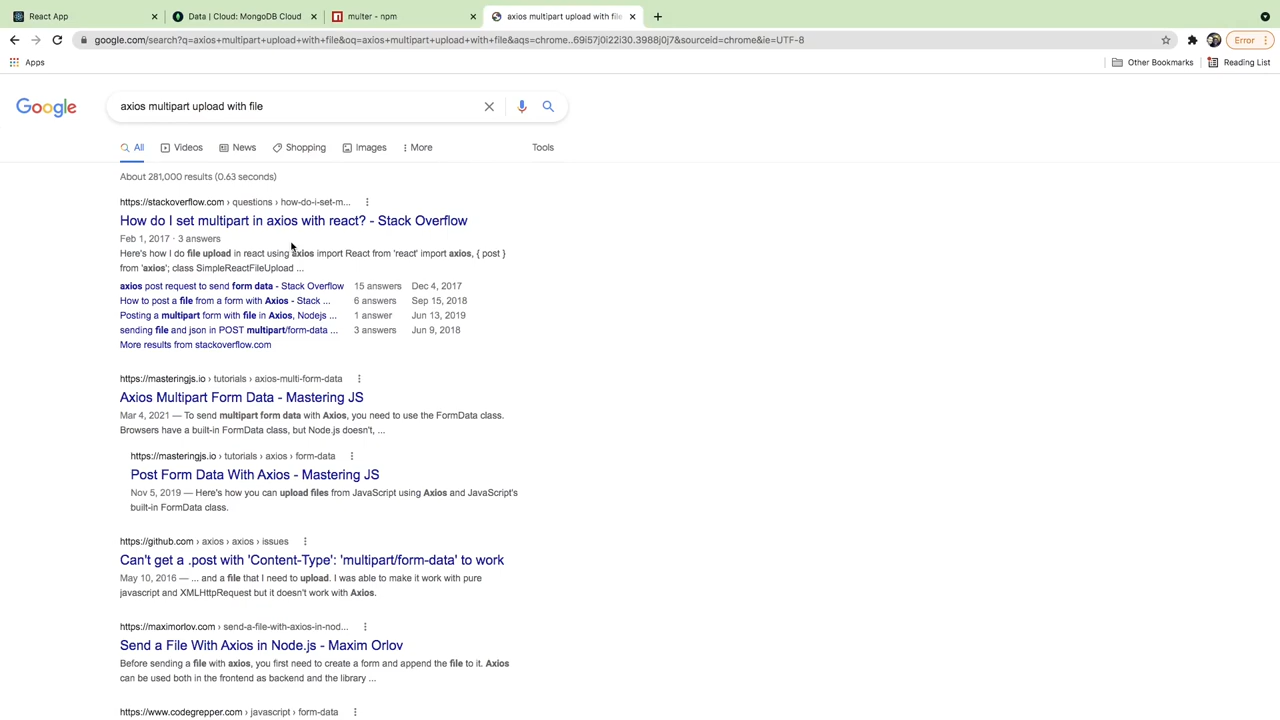 React App
Data | Cloud: MongoDB Cloud
multer - npm
axios multipart upload with file
google.com/search?q=axios+multipart+upload+with+file&oq=axios+multipart+upload+with+file&aqs=chrome..69i57j0i22i30.3988j0j7&sourceid=chrome&ie=UTF-8
Error
Apps
Other Bookmarks
Reading List
Google
axios multipart upload with file
All
Videos
News
Shopping
Images
More
Tools
About 281,000 results (0.63 seconds)
https://stackoverflow.com › questions › how-do-i-set-m...
How do I set multipart in axios with react? - Stack Overflow
Feb 1, 2017 · 3 answers
Here's how I do file upload in react using axios import React from 'react' import axios, { post }
from 'axios'; class SimpleReactFileUpload ...
axios post request to send form data - Stack Overflow 15 answers Dec 4, 2017
How to post a file from a form with Axios - Stack ... 6 answers Sep 15, 2018
Posting a multipart form with file in Axios, Nodejs ... 1 answer Jun 13, 2019
sending file and json in POST multipart/form-data ... 3 answers Jun 9, 2018
More results from stackoverflow.com
https://masteringjs.io › tutorials › axios-multi-form-data
Axios Multipart Form Data - Mastering JS
Mar 4, 2021 — To send multipart form data with Axios, you need to use the FormData class.
Browsers have a built-in FormData class, but Node.js doesn't, ...
https://masteringjs.io › tutorials › axios › form-data
Post Form Data With Axios - Mastering JS
Nov 5, 2019 — Here's how you can upload files from JavaScript using Axios and JavaScript's
built-in FormData class.
https://github.com › axios › axios › issues
Can't get a .post with 'Content-Type': 'multipart/form-data' to work
May 10, 2016 — ... and a file that I need to upload. I was able to make it work with pure
javascript and XMLHttpRequest but it doesn't work with Axios.
https://maximorlov.com › send-a-file-with-axios-in-nod...
Send a File With Axios in Node.js - Maxim Orlov
Before sending a file with axios, you first need to create a form and append the file to it. Axios
can be used both in the frontend as backend and the library ...
https://www.codegrepper.com › javascript › form-data